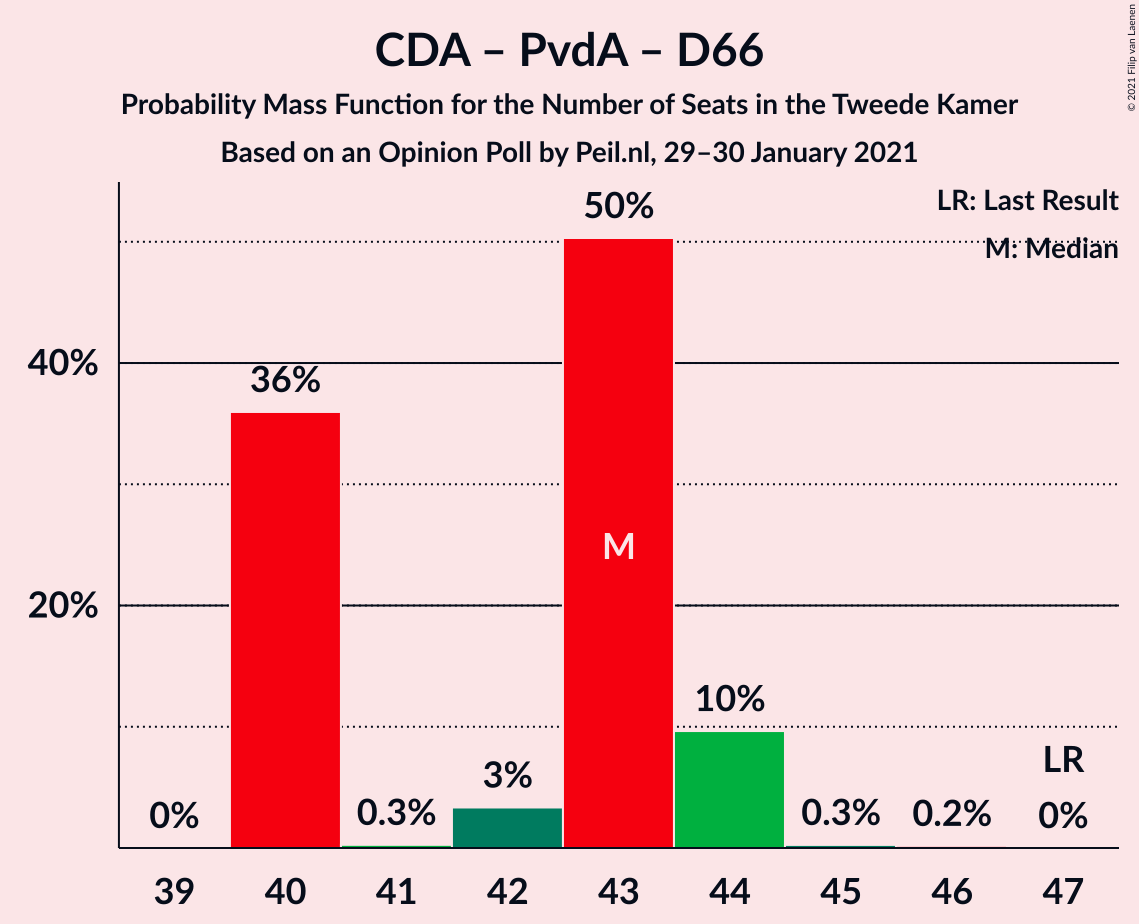 CDA – PvdA – D66
Probability Mass Function for the Number of Seats in the Tweede Kamer
Based on an Opinion Poll by Peil.nl, 29–30 January 2021
© 2021 Filip van Laenen
LR: Last Result
M: Median
50%
40%
36%
M
20%
10%
LR
3%
0%
0.3%
0.3%
0.2%
0%
39 40 41 42 43 44 45 46 47